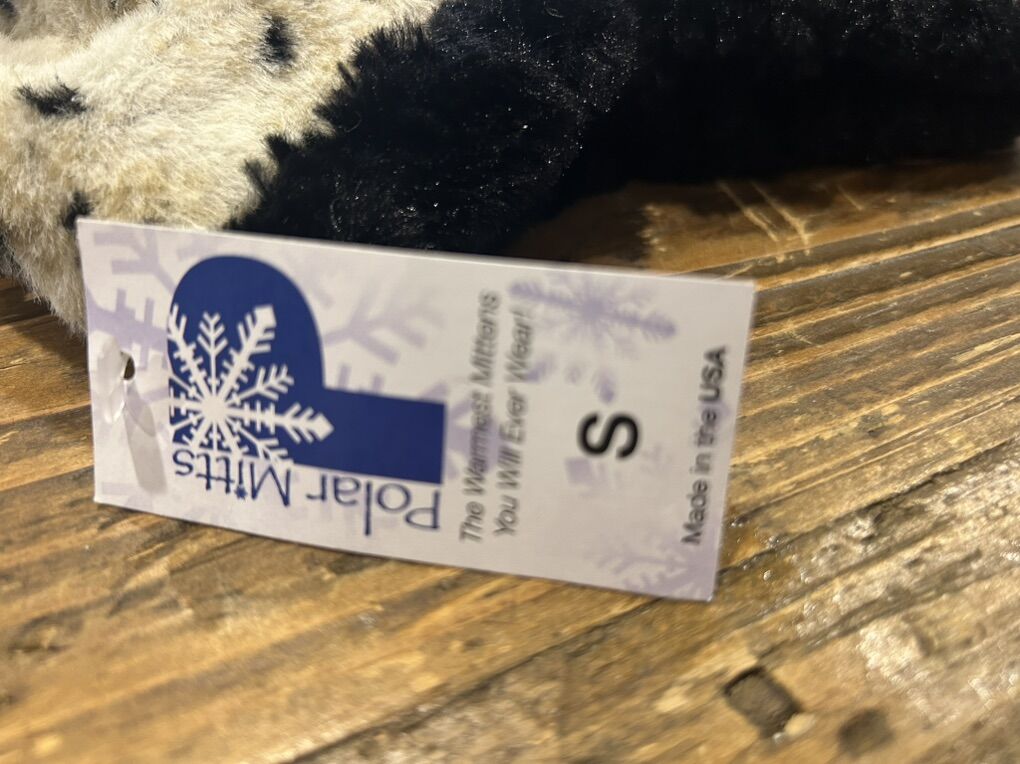 Polar Mitts
The Warmest Mittens
You Will Ever Wear!
S
Made in the USA